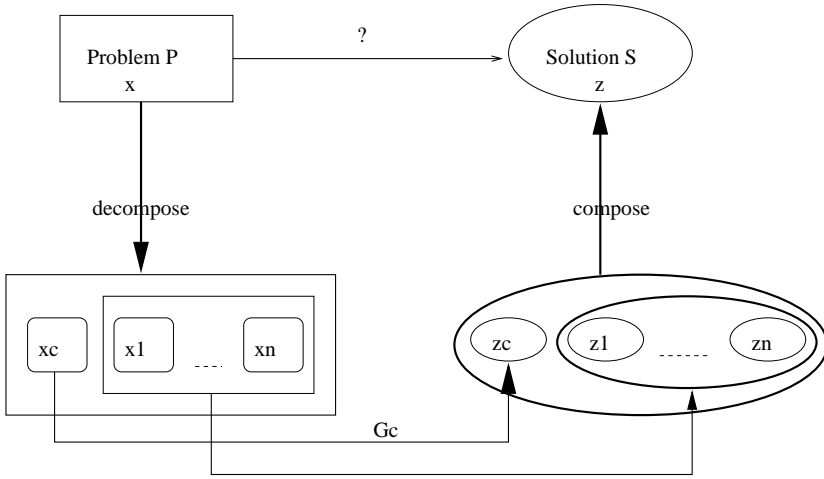 ?
Problem P
x
Solution S
z
decompose
compose
xc
x1
.....
xn
zc
z1
.......
zn
Gc